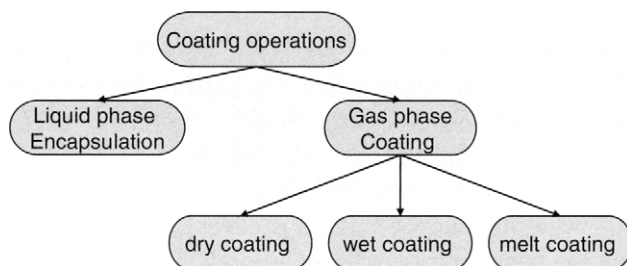 Coating operations
Liquid phase
Encapsulation
Gas phase
Coating
dry coating
wet coating
melt coating